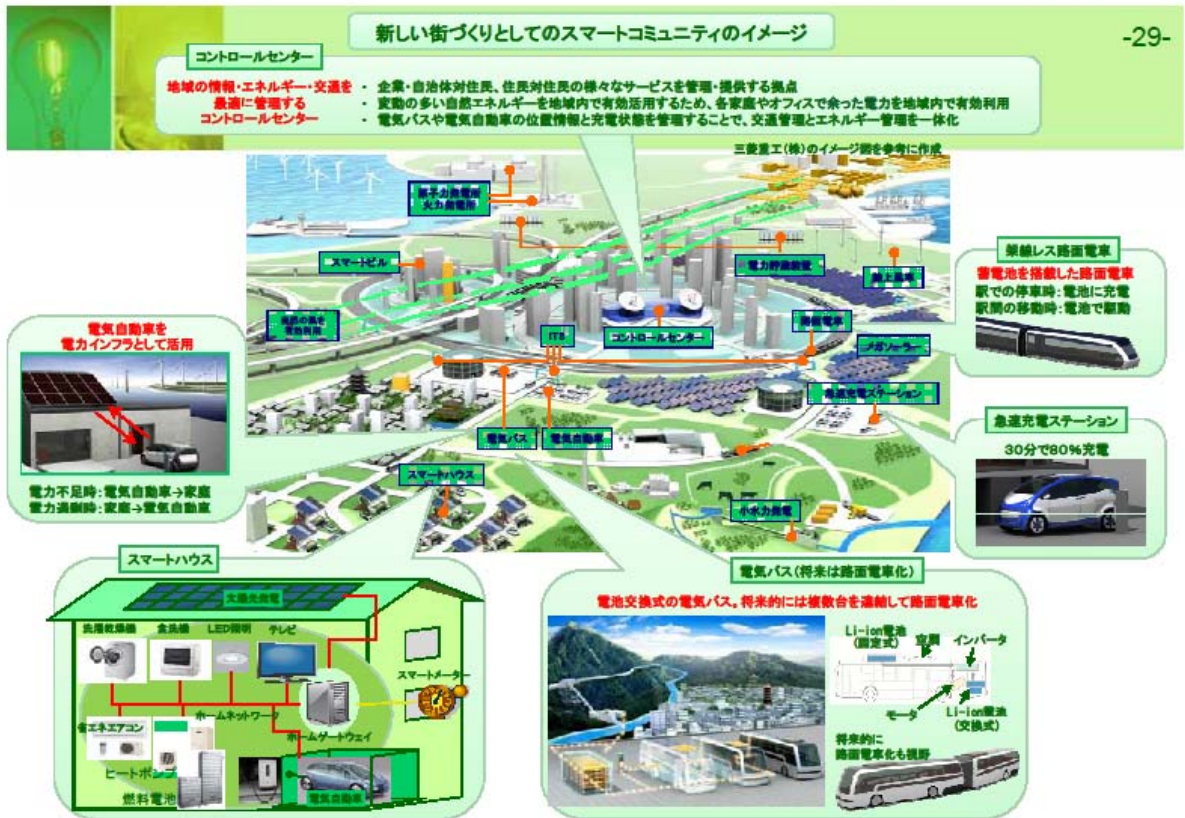 新しい街づくりとしてのスマートコミュニティのイメージ
-29-
コントロールセンター
地域の情報・エネルギー・交通を
最適に管理する
コントロールセンター
- 企業・自治体対住民、住民対住民の様々なサービスを管理・提供する拠点
- 変動の多い自然エネルギーを地域内で有効活用するため、各家庭やオフィスで余った電力を地域内で有効利用
- 電気バスや電気自動車の位置情報と充電状態を管理することで、交通管理とエネルギー管理を一体化
三菱重工(株)のイメージ図を参考に作成
原子力発電所
火力発電所
スマートビル
電力貯蔵装置
陸上風車
自然の風を
有効利用
ITS
コントロールセンター
路面電車
メガソーラー
急速充電ステーション
電気バス
電気自動車
スマートハウス
小水力発電
電気自動車を
電力インフラとして活用
電力不足時:電気自動車→家庭
電力過剰時:家庭→電気自動車
架線レス路面電車
蓄電池を搭載した路面電車
駅での停車時:電池に充電
駅間の移動時:電池で駆動
急速充電ステーション
30分で80%充電
スマートハウス
太陽光発電
洗濯乾燥機
食洗機
LED照明
テレビ
スマートメーター
ホームネットワーク
省エネエアコン
ホームゲートウェイ
ヒートポンプ
燃料電池
電気自動車
電気バス(将来は路面電車化)
電池交換式の電気バス。将来的には複数台を連結して路面電車化
Li-ion電池
(固定式)
空調
インバータ
モータ
Li-ion電池
(交換式)
将来的に
路面電車化も視野